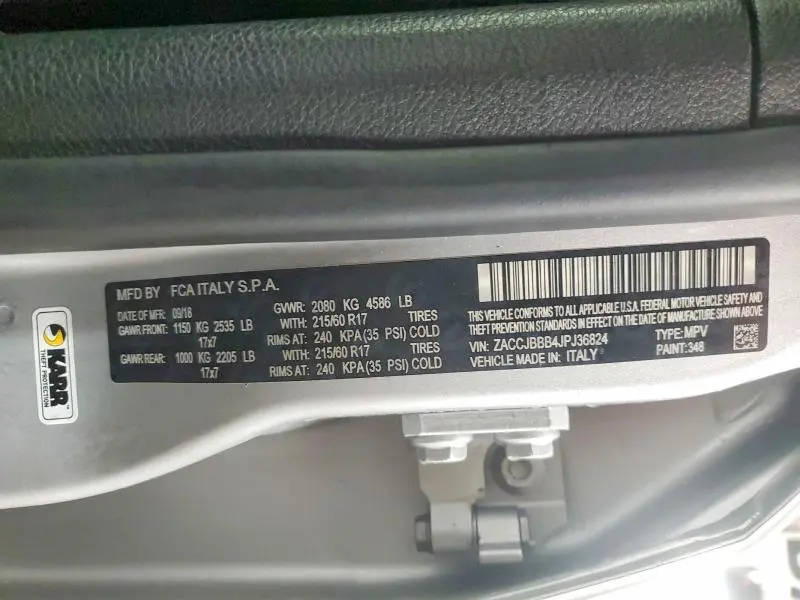 MFD BY FCA ITALY S.P.A.
DATE OF MFR: 09/18 GVWR: 2080 KG 4586 LB
GAWR FRONT: 1150 KG 2535 LB WITH: 215/60 R17 TIRES
17x7 RIMS AT: 240 KPA (35 PSI) COLD
GAWR REAR: 1000 KG 2205 LB WITH: 215/60 R17 TIRES
17x7 RIMS AT: 240 KPA (35 PSI) COLD
THIS VEHICLE CONFORMS TO ALL APPLICABLE U.S.A. FEDERAL MOTOR VEHICLE SAFETY AND
THEFT PREVENTION STANDARDS IN EFFECT ON THE DATE OF MANUFACTURE SHOWN ABOVE.
VIN: ZACCJBBB4JPJ36824 TYPE: MPV
VEHICLE MADE IN: ITALY PAINT: 348
KARR
THEFT PROTECTION